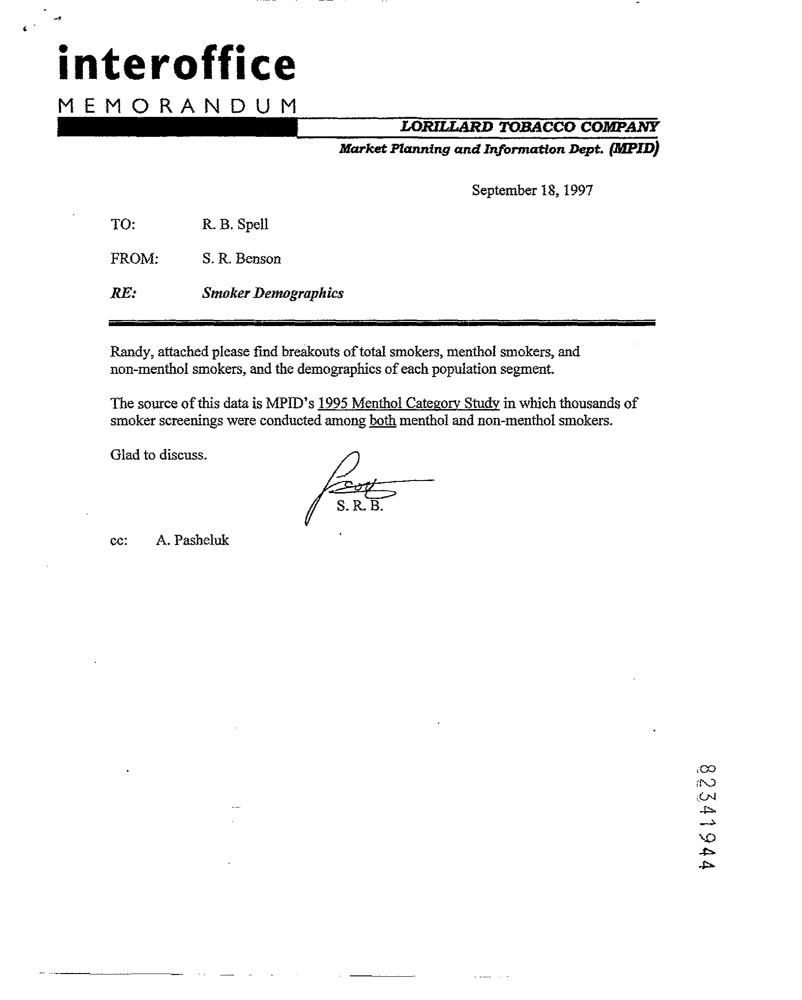 interoffice
MEMORANDUM
LORILLARD TOBACCO COMPANY
Market Planning and Information Dept. (MPID)
September 18, 1997
TO: R. B. Spell
FROM: S. R. Benson
RE: Smoker Demographics
Randy, attached please find breakouts of total smokers, menthol smokers, and
non-menthol smokers, and the demographics of each population segment.
The source of this data is MPID's 1995 Menthol Category Study in which thousands of
smoker screenings were conducted among both menthol and non-menthol smokers.
Glad to discuss.
S. R. B.
cc: A. Pasheluk
82341944